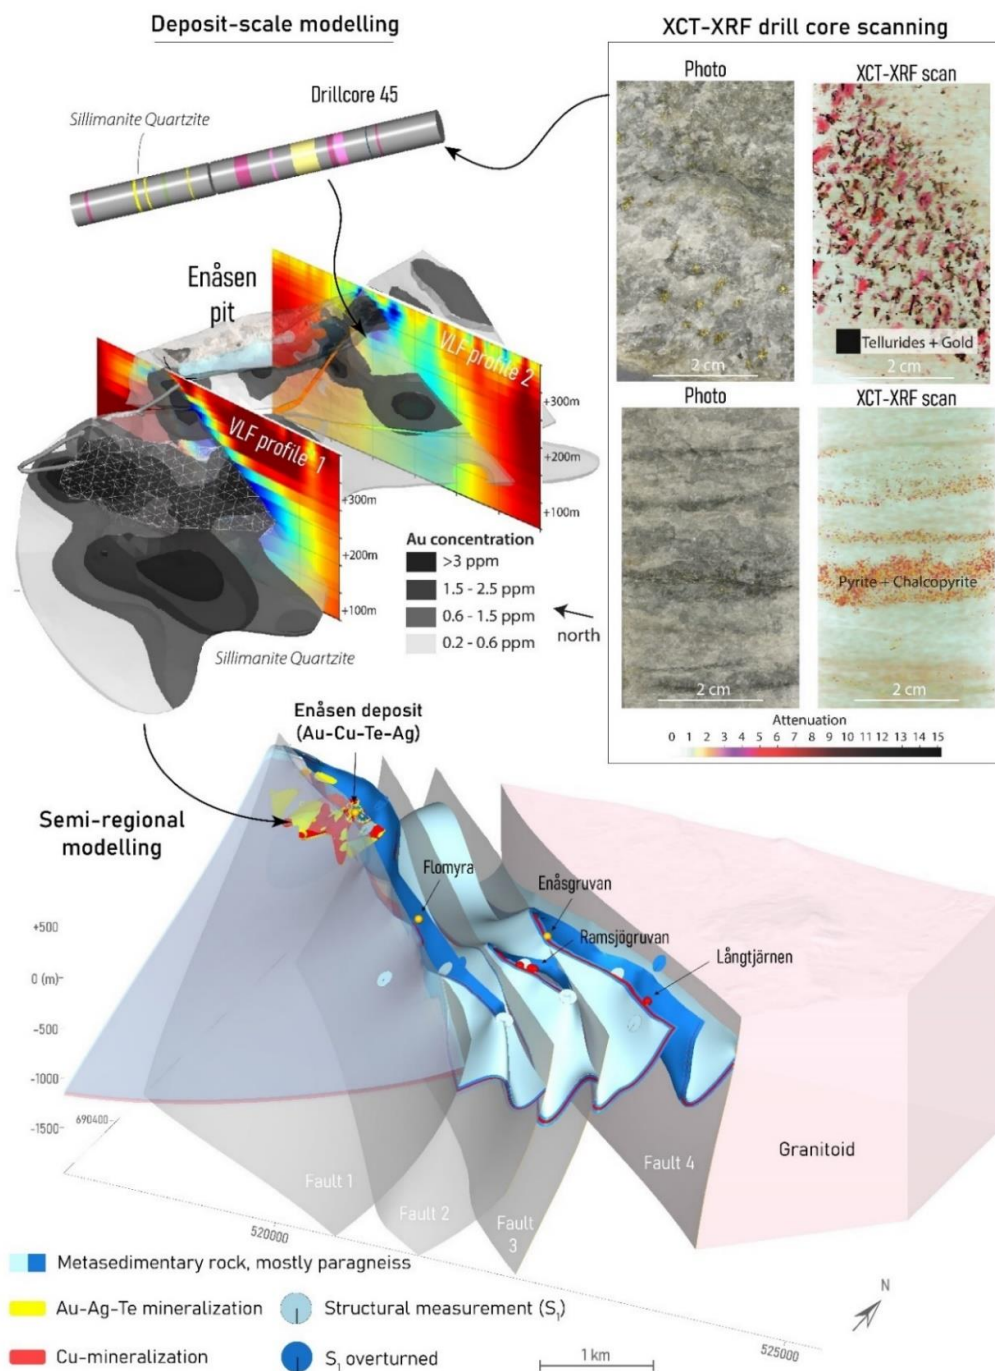 Deposit-scale modelling
XCT-XRF drill core scanning
Drillcore 45
Sillimanite Quartzite
Photo
XCT-XRF scan
Tellurides + Gold
2 cm
2 cm
Enåsen
pit
VLF profile 2
+300m
+200m
+100m
VLF profile 1
+300m
+200m
+100m
Au concentration
>3 ppm
1.5 - 2.5 ppm
0.6 - 1.5 ppm
0.2 - 0.6 ppm
north
Sillimanite Quartzite
Photo
XCT-XRF scan
Pyrite + Chalcopyrite
2 cm
2 cm
Attenuation
0 1 2 3 4 5 6 7 8 9 10 11 12 13 14 15
Enåsen deposit
(Au-Cu-Te-Ag)
Semi-regional
modelling
Flomyra
Enåsgruvan
Ramsjögruvan
Långtjärnen
+500
0 (m)
-500
-1000
-1500
690400
520000
525000
Fault 1
Fault 2
Fault
3
Fault 4
Granitoid
Metasedimentary rock, mostly paragneiss
Au-Ag-Te mineralization
Structural measurement (S₁)
Cu-mineralization
S₁ overturned
1 km
N